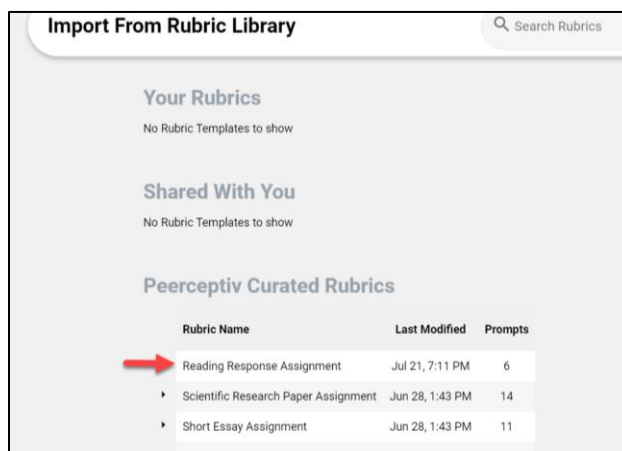 Import From Rubric Library
Search Rubrics
Your Rubrics
No Rubric Templates to show
Shared With You
No Rubric Templates to show
Peerceptiv Curated Rubrics
Rubric Name Last Modified Prompts
Reading Response Assignment Jul 21, 7:11 PM 6
Scientific Research Paper Assignment Jun 28, 1:43 PM 14
Short Essay Assignment Jun 28, 1:43 PM 11